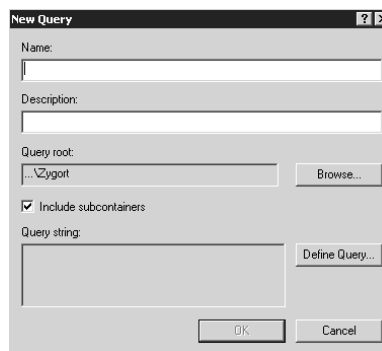 New Query
Name:
Description:
Query root:
...\Zygort
Browse...
Include subcontainers
Query string:
Define Query...
OK
Cancel